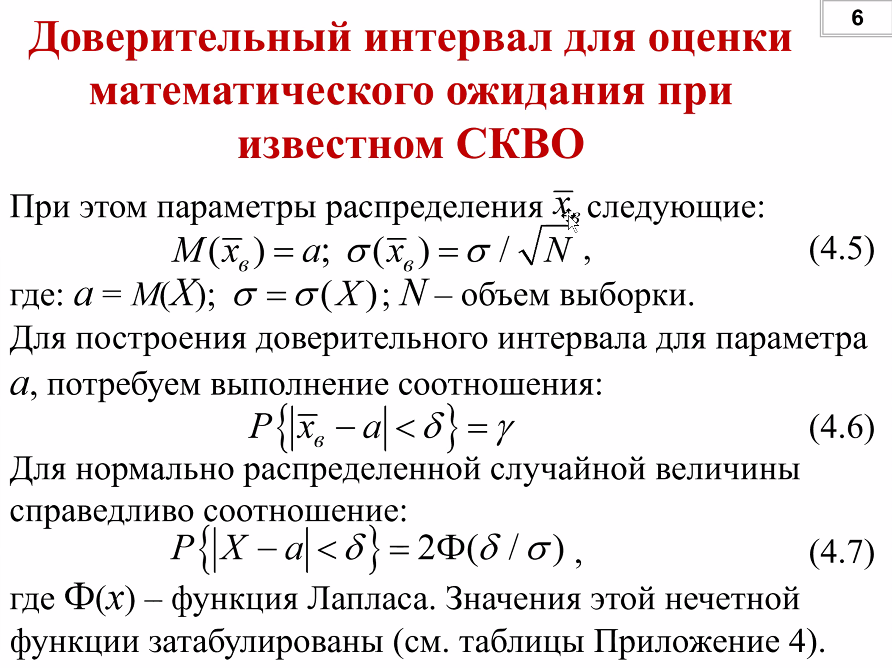 6
Доверительный интервал для оценки
математического ожидания при
известном СКВО
При этом параметры распределения x̅в следующие:
M(x̅в) = a; σ(x̅в) = σ / √N , (4.5)
где: a = M(X); σ = σ(X); N – объем выборки.
Для построения доверительного интервала для параметра
a, потребуем выполнение соотношения:
P{|x̅в − a| < δ} = γ (4.6)
Для нормально распределенной случайной величины
справедливо соотношение:
P{|X − a| < δ} = 2Φ(δ / σ) , (4.7)
где Φ(x) – функция Лапласа. Значения этой нечетной
функции затабулированы (см. таблицы Приложение 4).